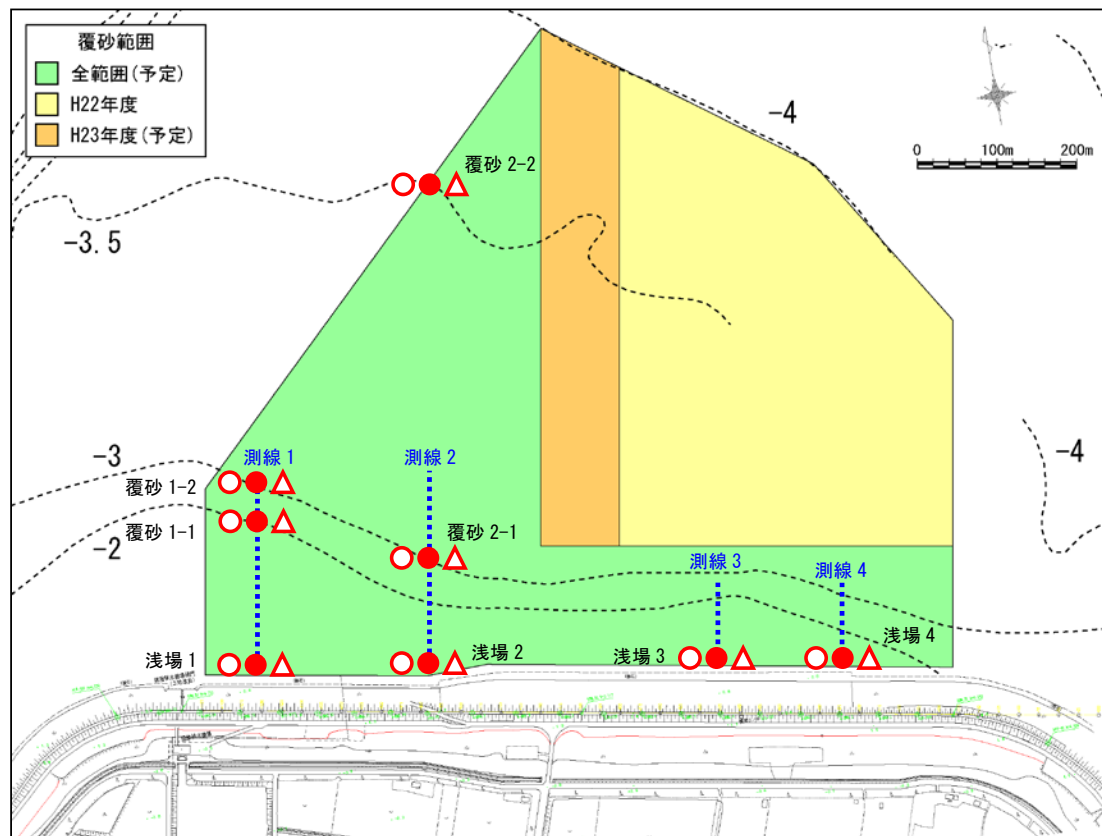 覆砂範囲
全範囲(予定)
H22年度
H23年度(予定)
-4
0 100m 200m
覆砂 2-2
-3.5
-3
測線 1
測線 2
-4
覆砂 1-2
覆砂 1-1
覆砂 2-1
-2
測線 3
測線 4
浅場 1
浅場 2
浅場 3
浅場 4